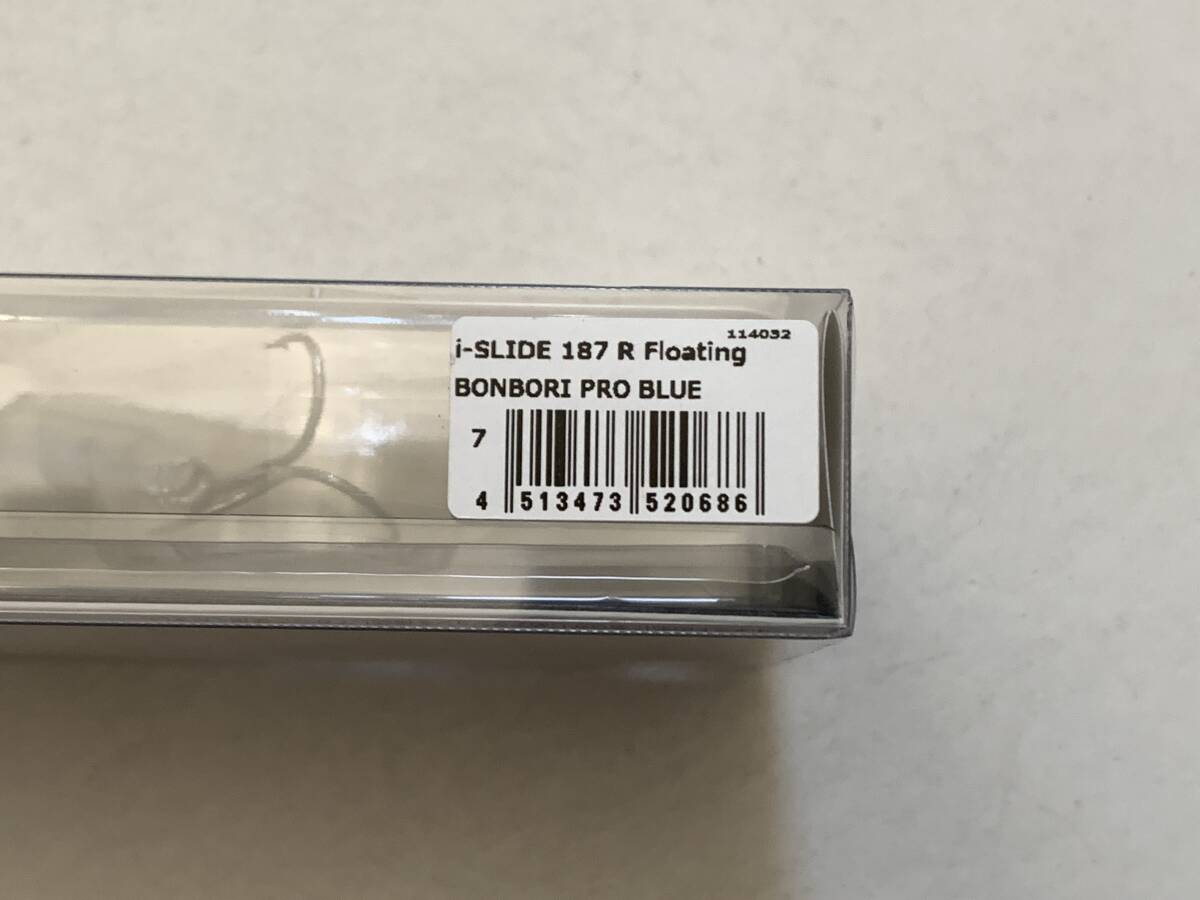 114032
i-SLIDE 187 R Floating
BONBORI PRO BLUE
7
4 513473 520686